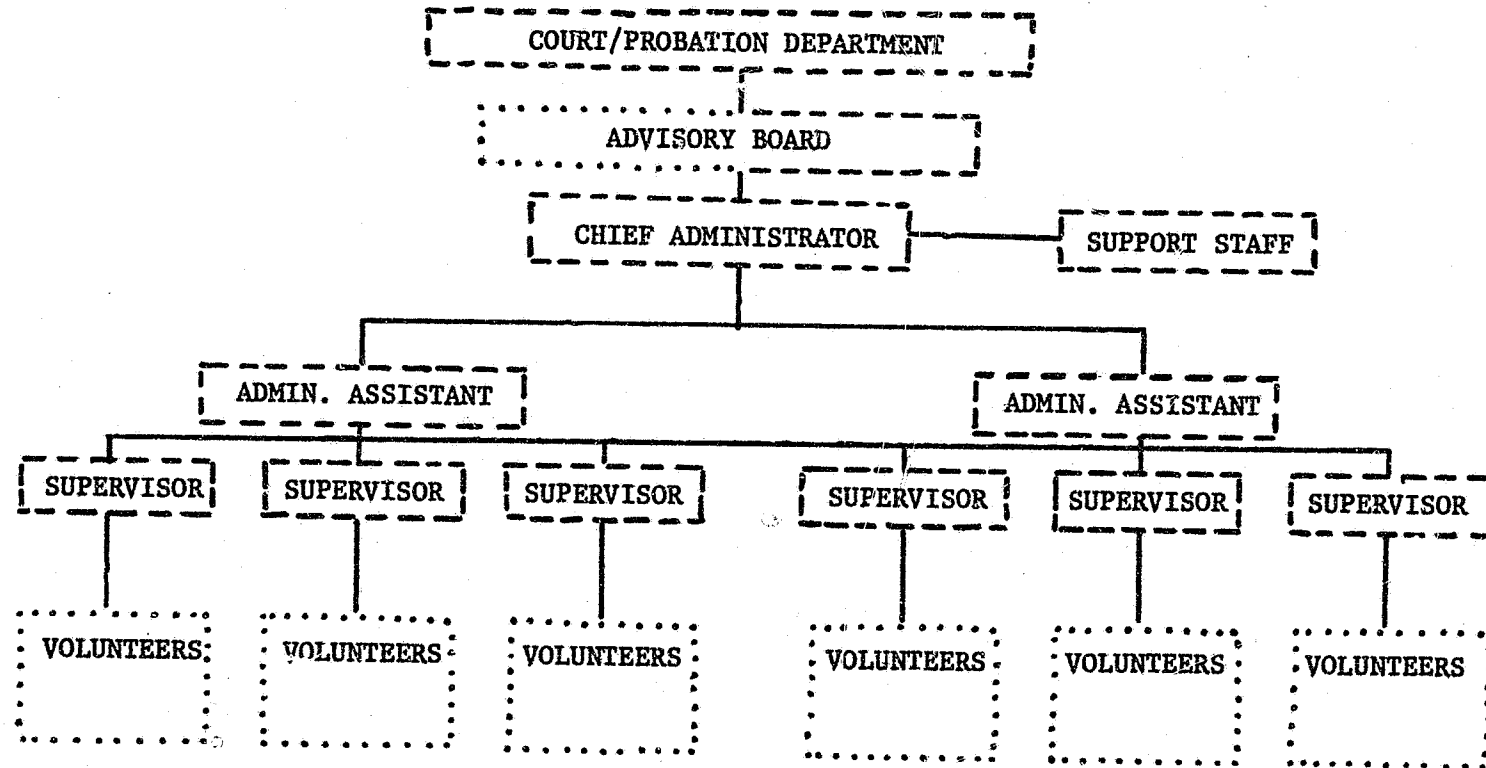 COURT/PROBATION DEPARTMENT
ADVISORY BOARD
CHIEF ADMINISTRATOR
SUPPORT STAFF
ADMIN. ASSISTANT
ADMIN. ASSISTANT
SUPERVISOR
SUPERVISOR
SUPERVISOR
SUPERVISOR
SUPERVISOR
SUPERVISOR
VOLUNTEERS
VOLUNTEERS
VOLUNTEERS
VOLUNTEERS
VOLUNTEERS
VOLUNTEERS